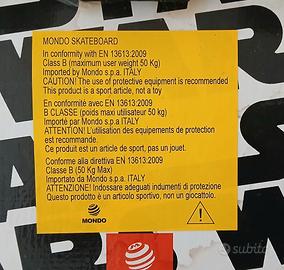 MONDO SKATEBOARD
In conformity with EN 13613:2009
Class B (maximum user weight 50 Kg)
Imported by Mondo s.p.a. ITALY
CAUTION! The use of protective equipment is recommended
This product is a sport article, not a toy
En conformité avec EN 13613:2009
B CLASSE (poids maxi utilizateur 50 kg)
Importé par Mondo s.p.a. ITALY
ATTENTION! L'utilisation des equipements de protection
est recommandée.
Ce produit est un article de sport, pas un jouet.
Conforme alla direttiva EN 13613:2009
Classe B (50 Kg Max)
Importato da Mondo s.p.a. ITALY
ATTENZIONE! Indossare adeguati indumenti di protezione
Questo prodotto è un articolo sportivo, non un giocattolo.
MONDO
subito